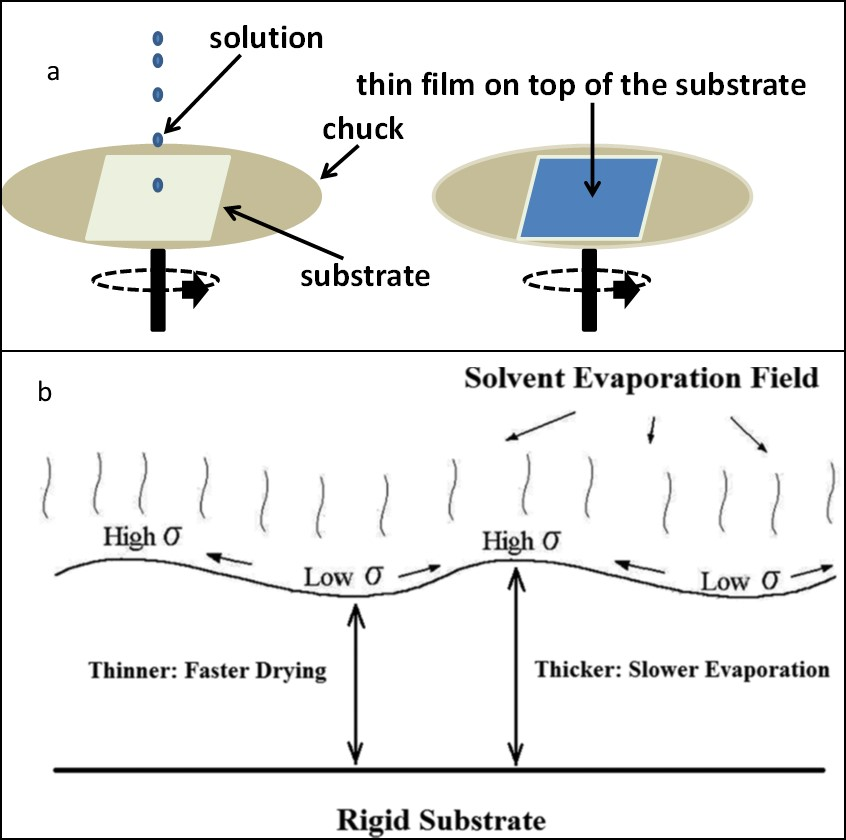 a
solution
thin film on top of the substrate
chuck
substrate
b
Solvent Evaporation Field
High σ
High σ
Low σ
Low σ
Thinner: Faster Drying
Thicker: Slower Evaporation
Rigid Substrate